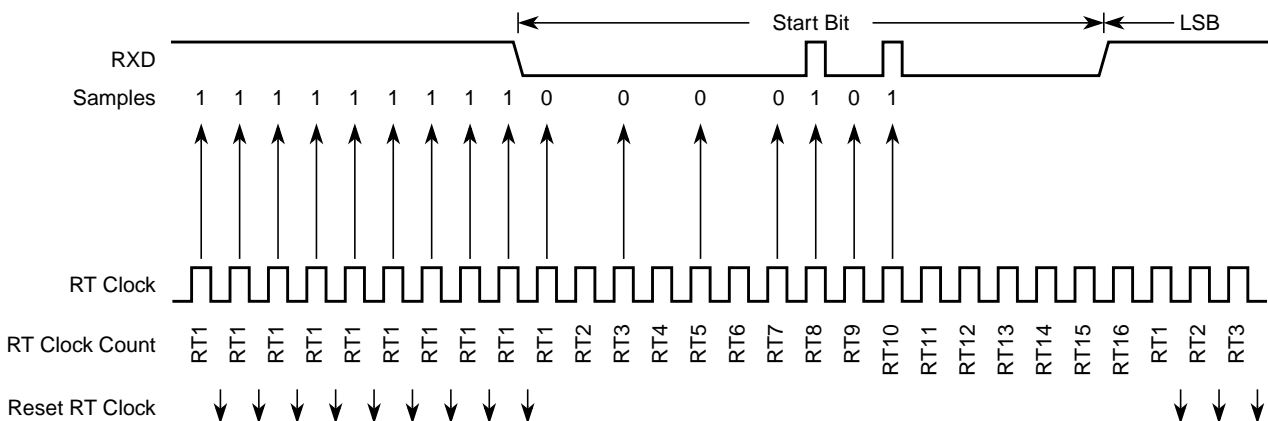 Start Bit LSB
RXD
Samples 1 1 1 1 1 1 1 1 1 0 0 0 0 1 0 1
RT Clock
RT Clock Count RT1 RT1 RT1 RT1 RT1 RT1 RT1 RT1 RT1 RT1 RT2 RT3 RT4 RT5 RT6 RT7 RT8 RT9 RT10 RT11 RT12 RT13 RT14 RT15 RT16 RT1 RT2 RT3
Reset RT Clock